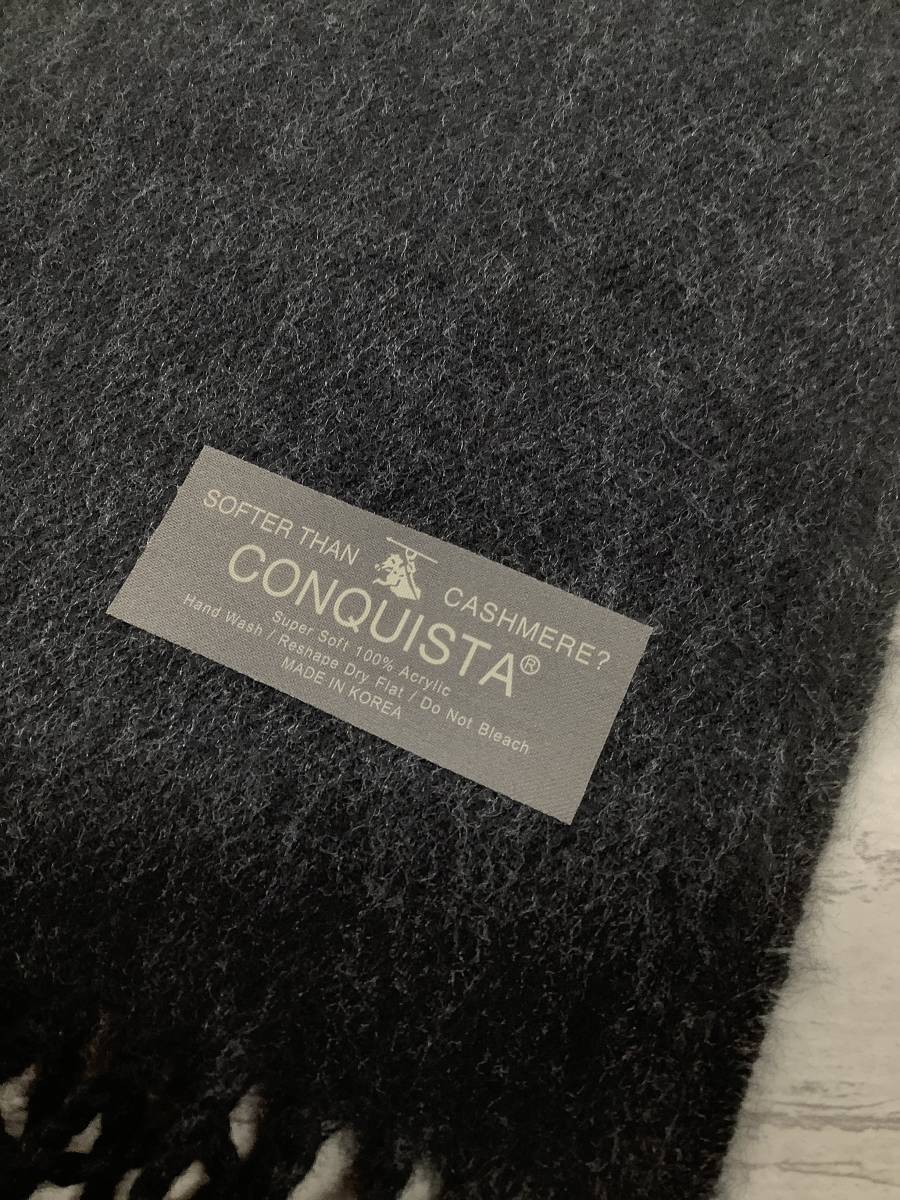 SOFTER THAN CASHMERE?
CONQUISTA®
Super Soft 100% Acrylic
Hand Wash / Reshape Dry Flat / Do Not Bleach
MADE IN KOREA